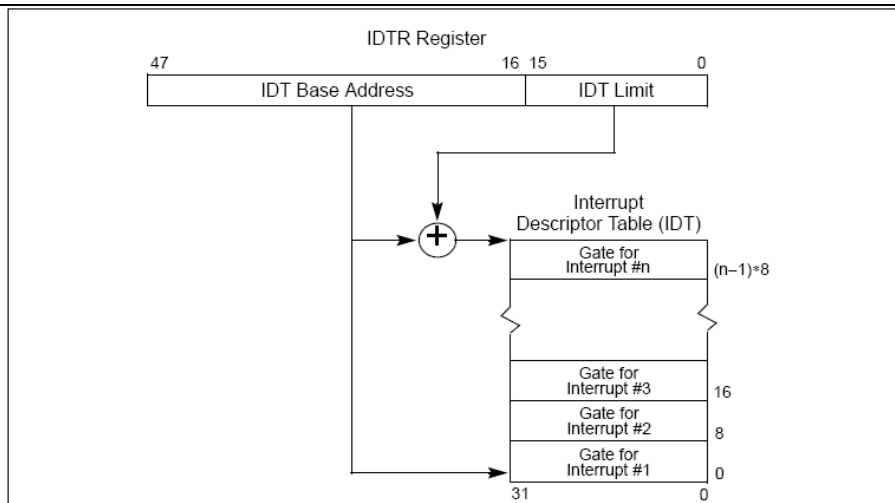 IDTR Register
47 16 15 0
IDT Base Address IDT Limit
+
Interrupt
Descriptor Table (IDT)
Gate for
Interrupt #n
(n–1)*8
Gate for
Interrupt #3
16
Gate for
Interrupt #2
8
Gate for
Interrupt #1
0
31 0